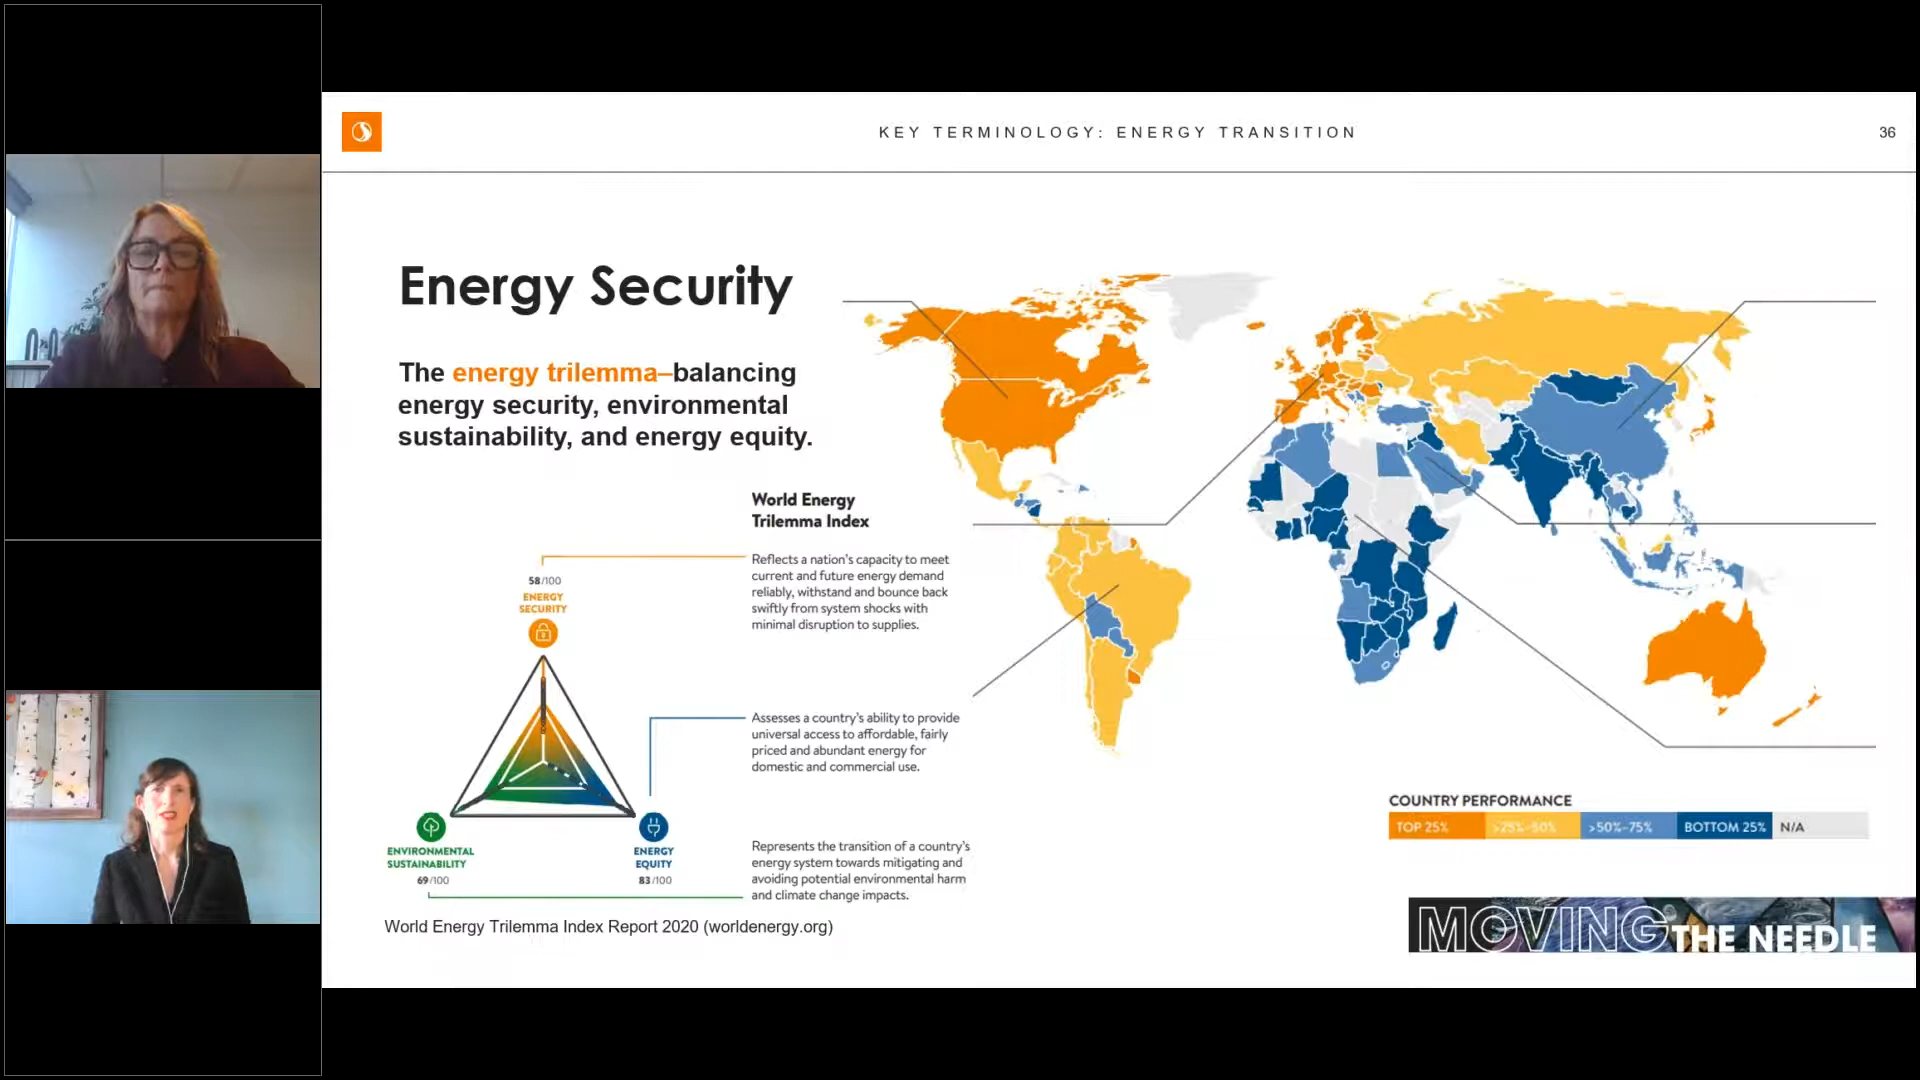 KEY TERMINOLOGY: ENERGY TRANSITION
36
Energy Security
The energy trilemma–balancing
energy security, environmental
sustainability, and energy equity.
World Energy
Trilemma Index
Reflects a nation's capacity to meet
current and future energy demand
reliably, withstand and bounce back
swiftly from system shocks with
minimal disruption to supplies.
58/100
ENERGY
SECURITY
Assesses a country's ability to provide
universal access to affordable, fairly
priced and abundant energy for
domestic and commercial use.
ENVIRONMENTAL
SUSTAINABILITY
69/100
ENERGY
EQUITY
83/100
Represents the transition of a country's
energy system towards mitigating and
avoiding potential environmental harm
and climate change impacts.
World Energy Trilemma Index Report 2020 (worldenergy.org)
COUNTRY PERFORMANCE
TOP 25%
>25%-50%
>50%-75%
BOTTOM 25%
N/A
MOVING THE NEEDLE